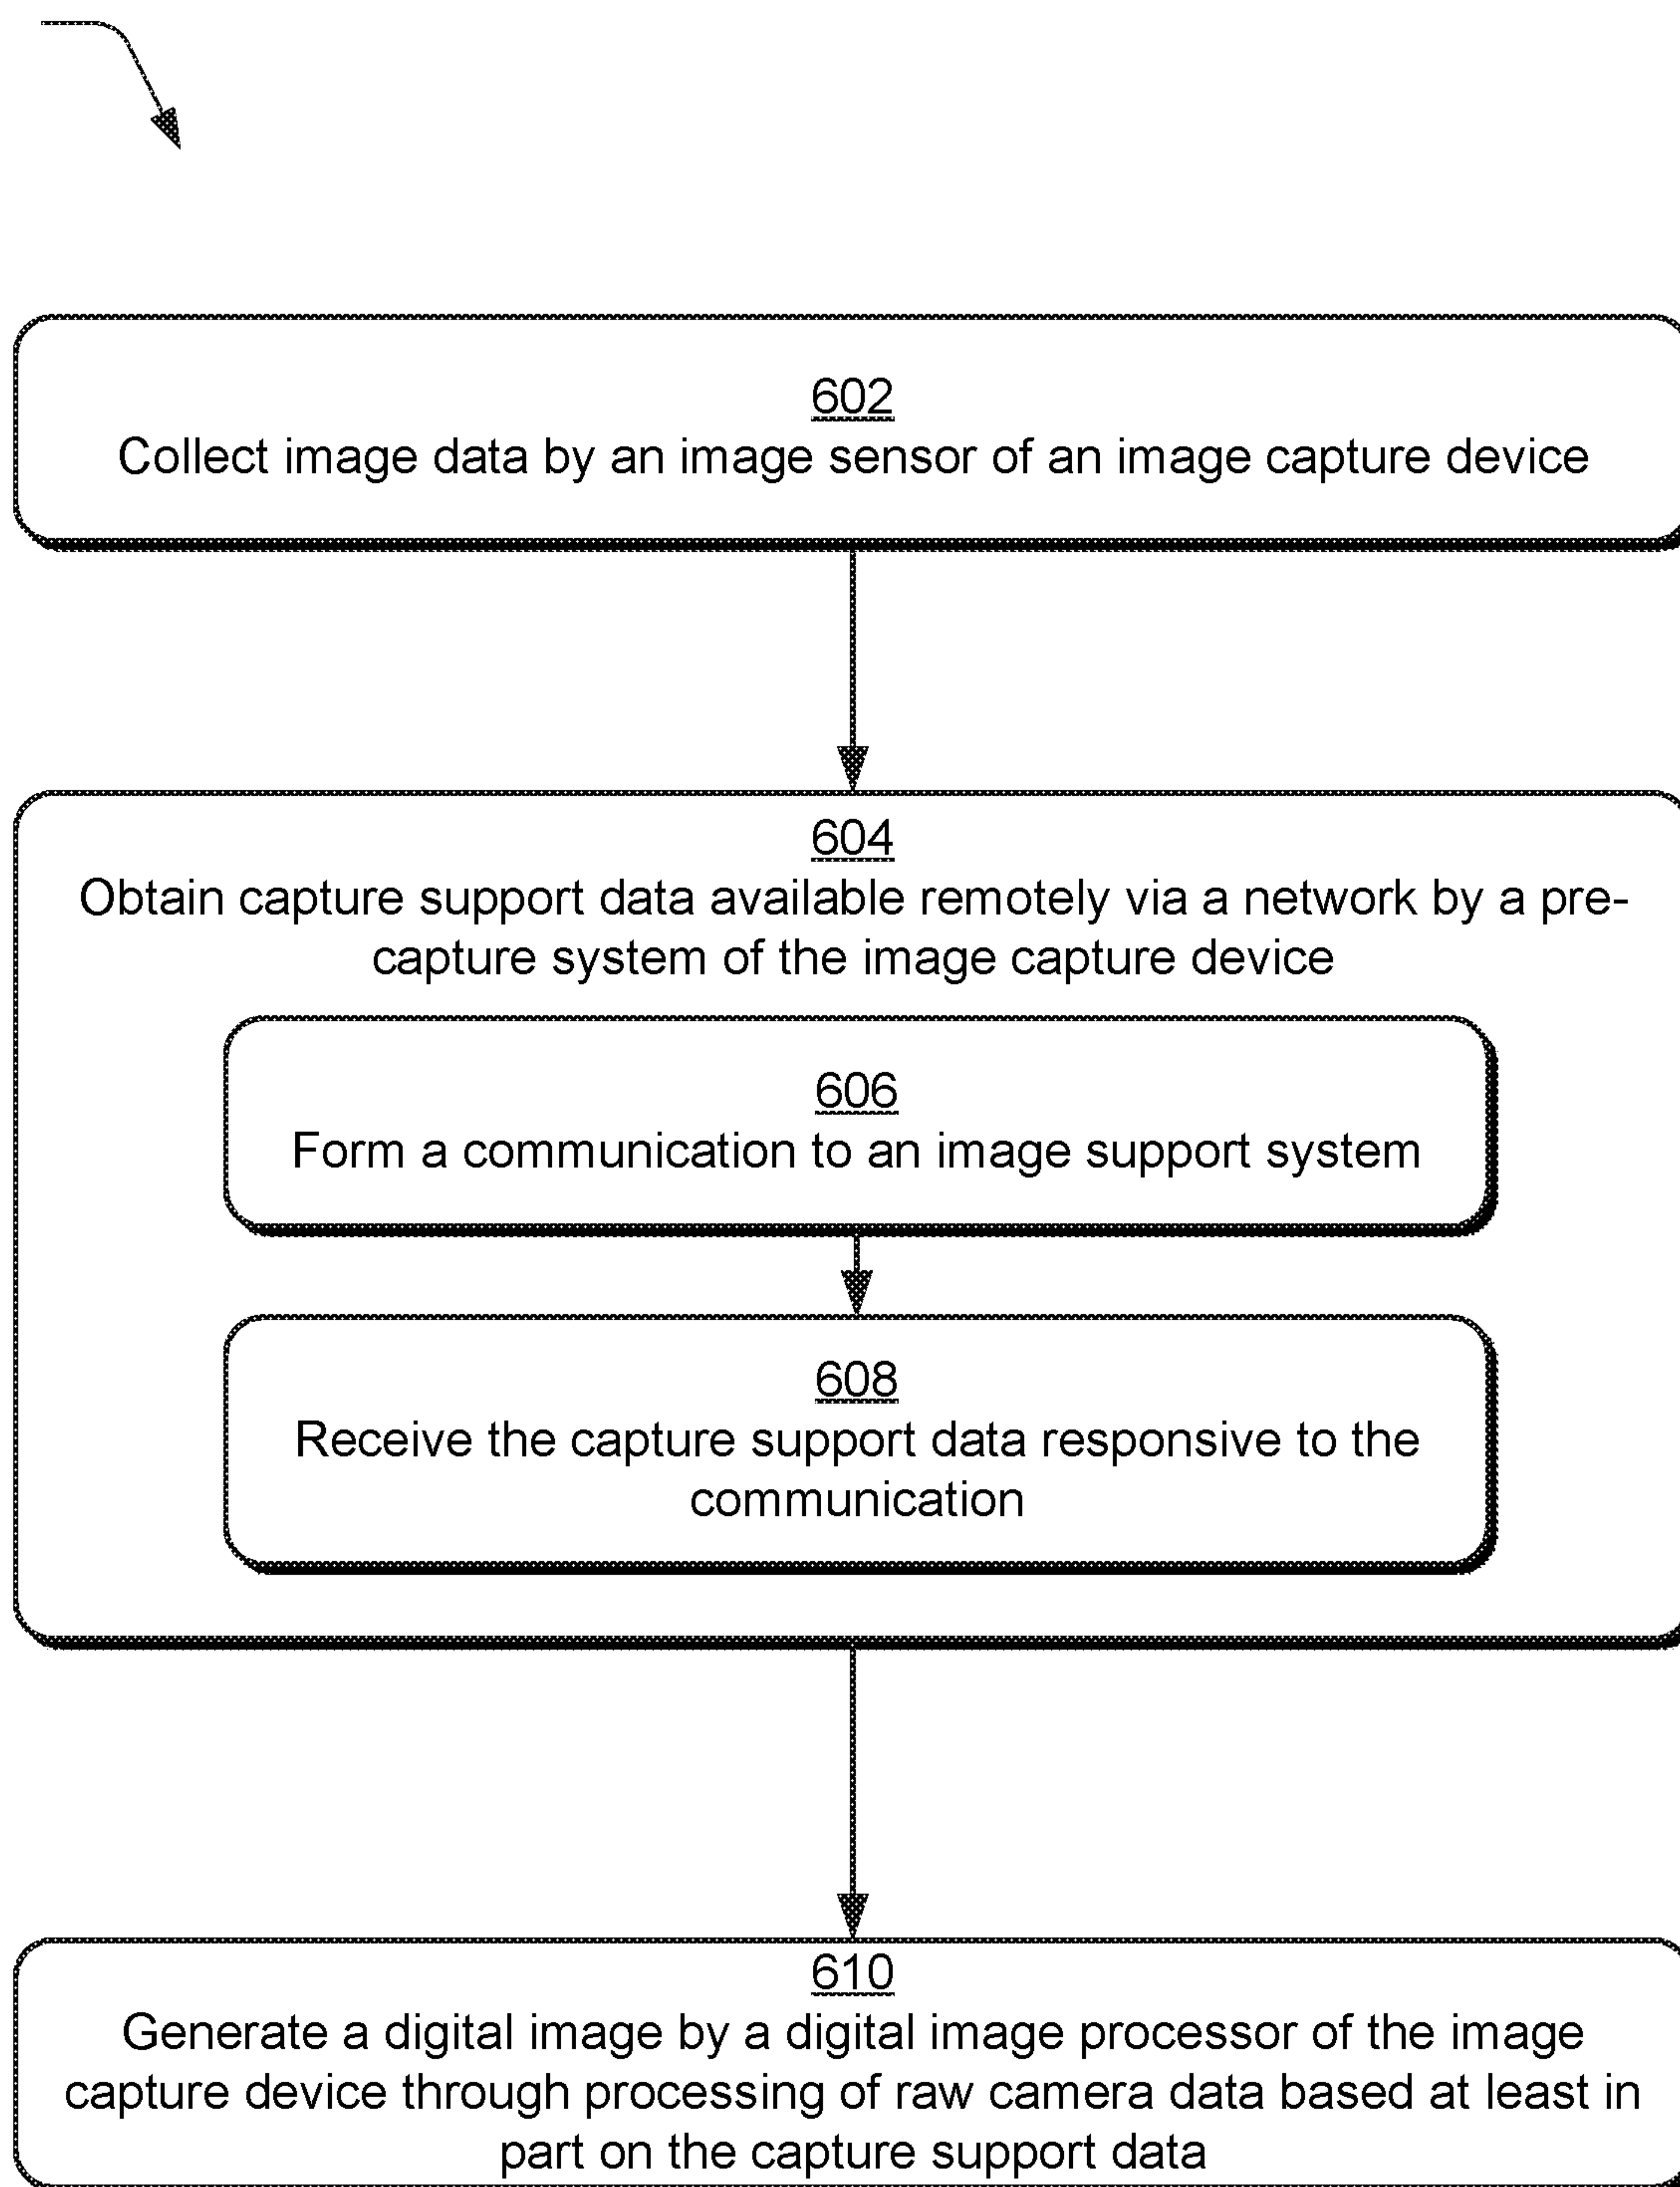 602
Collect image data by an image sensor of an image capture device
604
Obtain capture support data available remotely via a network by a pre-
capture system of the image capture device
606
Form a communication to an image support system
608
Receive the capture support data responsive to the
communication
610
Generate a digital image by a digital image processor of the image
capture device through processing of raw camera data based at least in
part on the capture support data